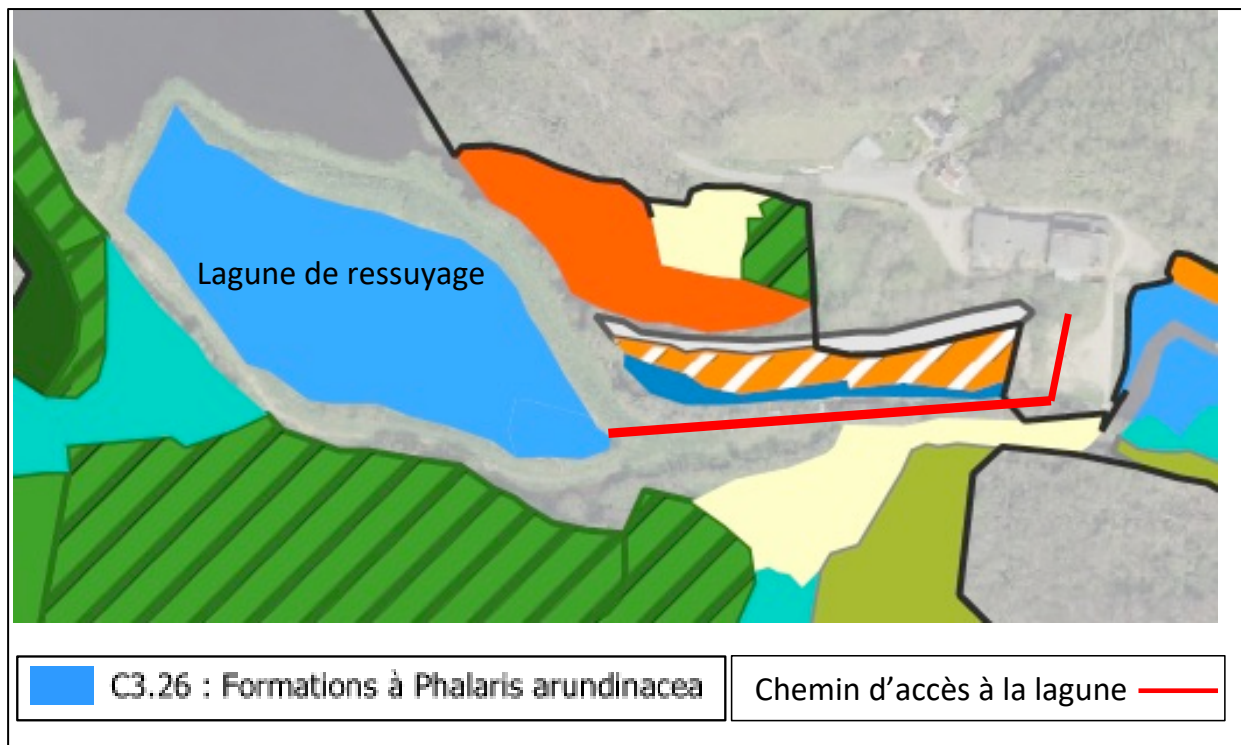 Lagune de ressuyage
C3.26 : Formations à Phalaris arundinacea
Chemin d’accès à la lagune